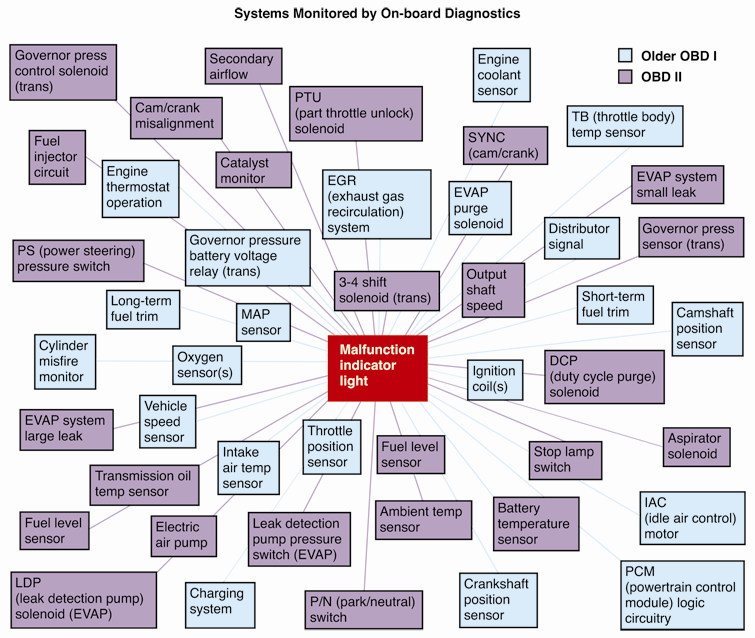 Systems Monitored by On-board Diagnostics
Older OBD I
OBD II
Governor press
control solenoid
(trans)
Secondary
airflow
Engine
coolant
sensor
Cam/crank
misalignment
PTU
(part throttle unlock)
solenoid
TB (throttle body)
temp sensor
Fuel
injector
circuit
Catalyst
monitor
SYNC
(cam/crank)
Engine
thermostat
operation
EGR
(exhaust gas
recirculation)
system
EVAP
purge
solenoid
EVAP system
small leak
Governor pressure
battery voltage
relay (trans)
Distributor
signal
Governor press
sensor (trans)
PS (power steering)
pressure switch
3-4 shift
solenoid (trans)
Output
shaft
speed
Long-term
fuel trim
MAP
sensor
Short-term
fuel trim
Camshaft
position
sensor
Cylinder
misfire
monitor
Oxygen
sensor(s)
Malfunction
indicator
light
Ignition
coil(s)
DCP
(duty cycle purge)
solenoid
EVAP system
large leak
Vehicle
speed
sensor
Intake
air temp
sensor
Throttle
position
sensor
Fuel level
sensor
Stop lamp
switch
Aspirator
solenoid
Transmission oil
temp sensor
Fuel level
sensor
Electric
air pump
Leak detection
pump pressure
switch (EVAP)
Ambient temp
sensor
Battery
temperature
sensor
IAC
(idle air control)
motor
LDP
(leak detection pump)
solenoid (EVAP)
Charging
system
P/N (park/neutral)
switch
Crankshaft
position
sensor
PCM
(powertrain control
module) logic
circuitry